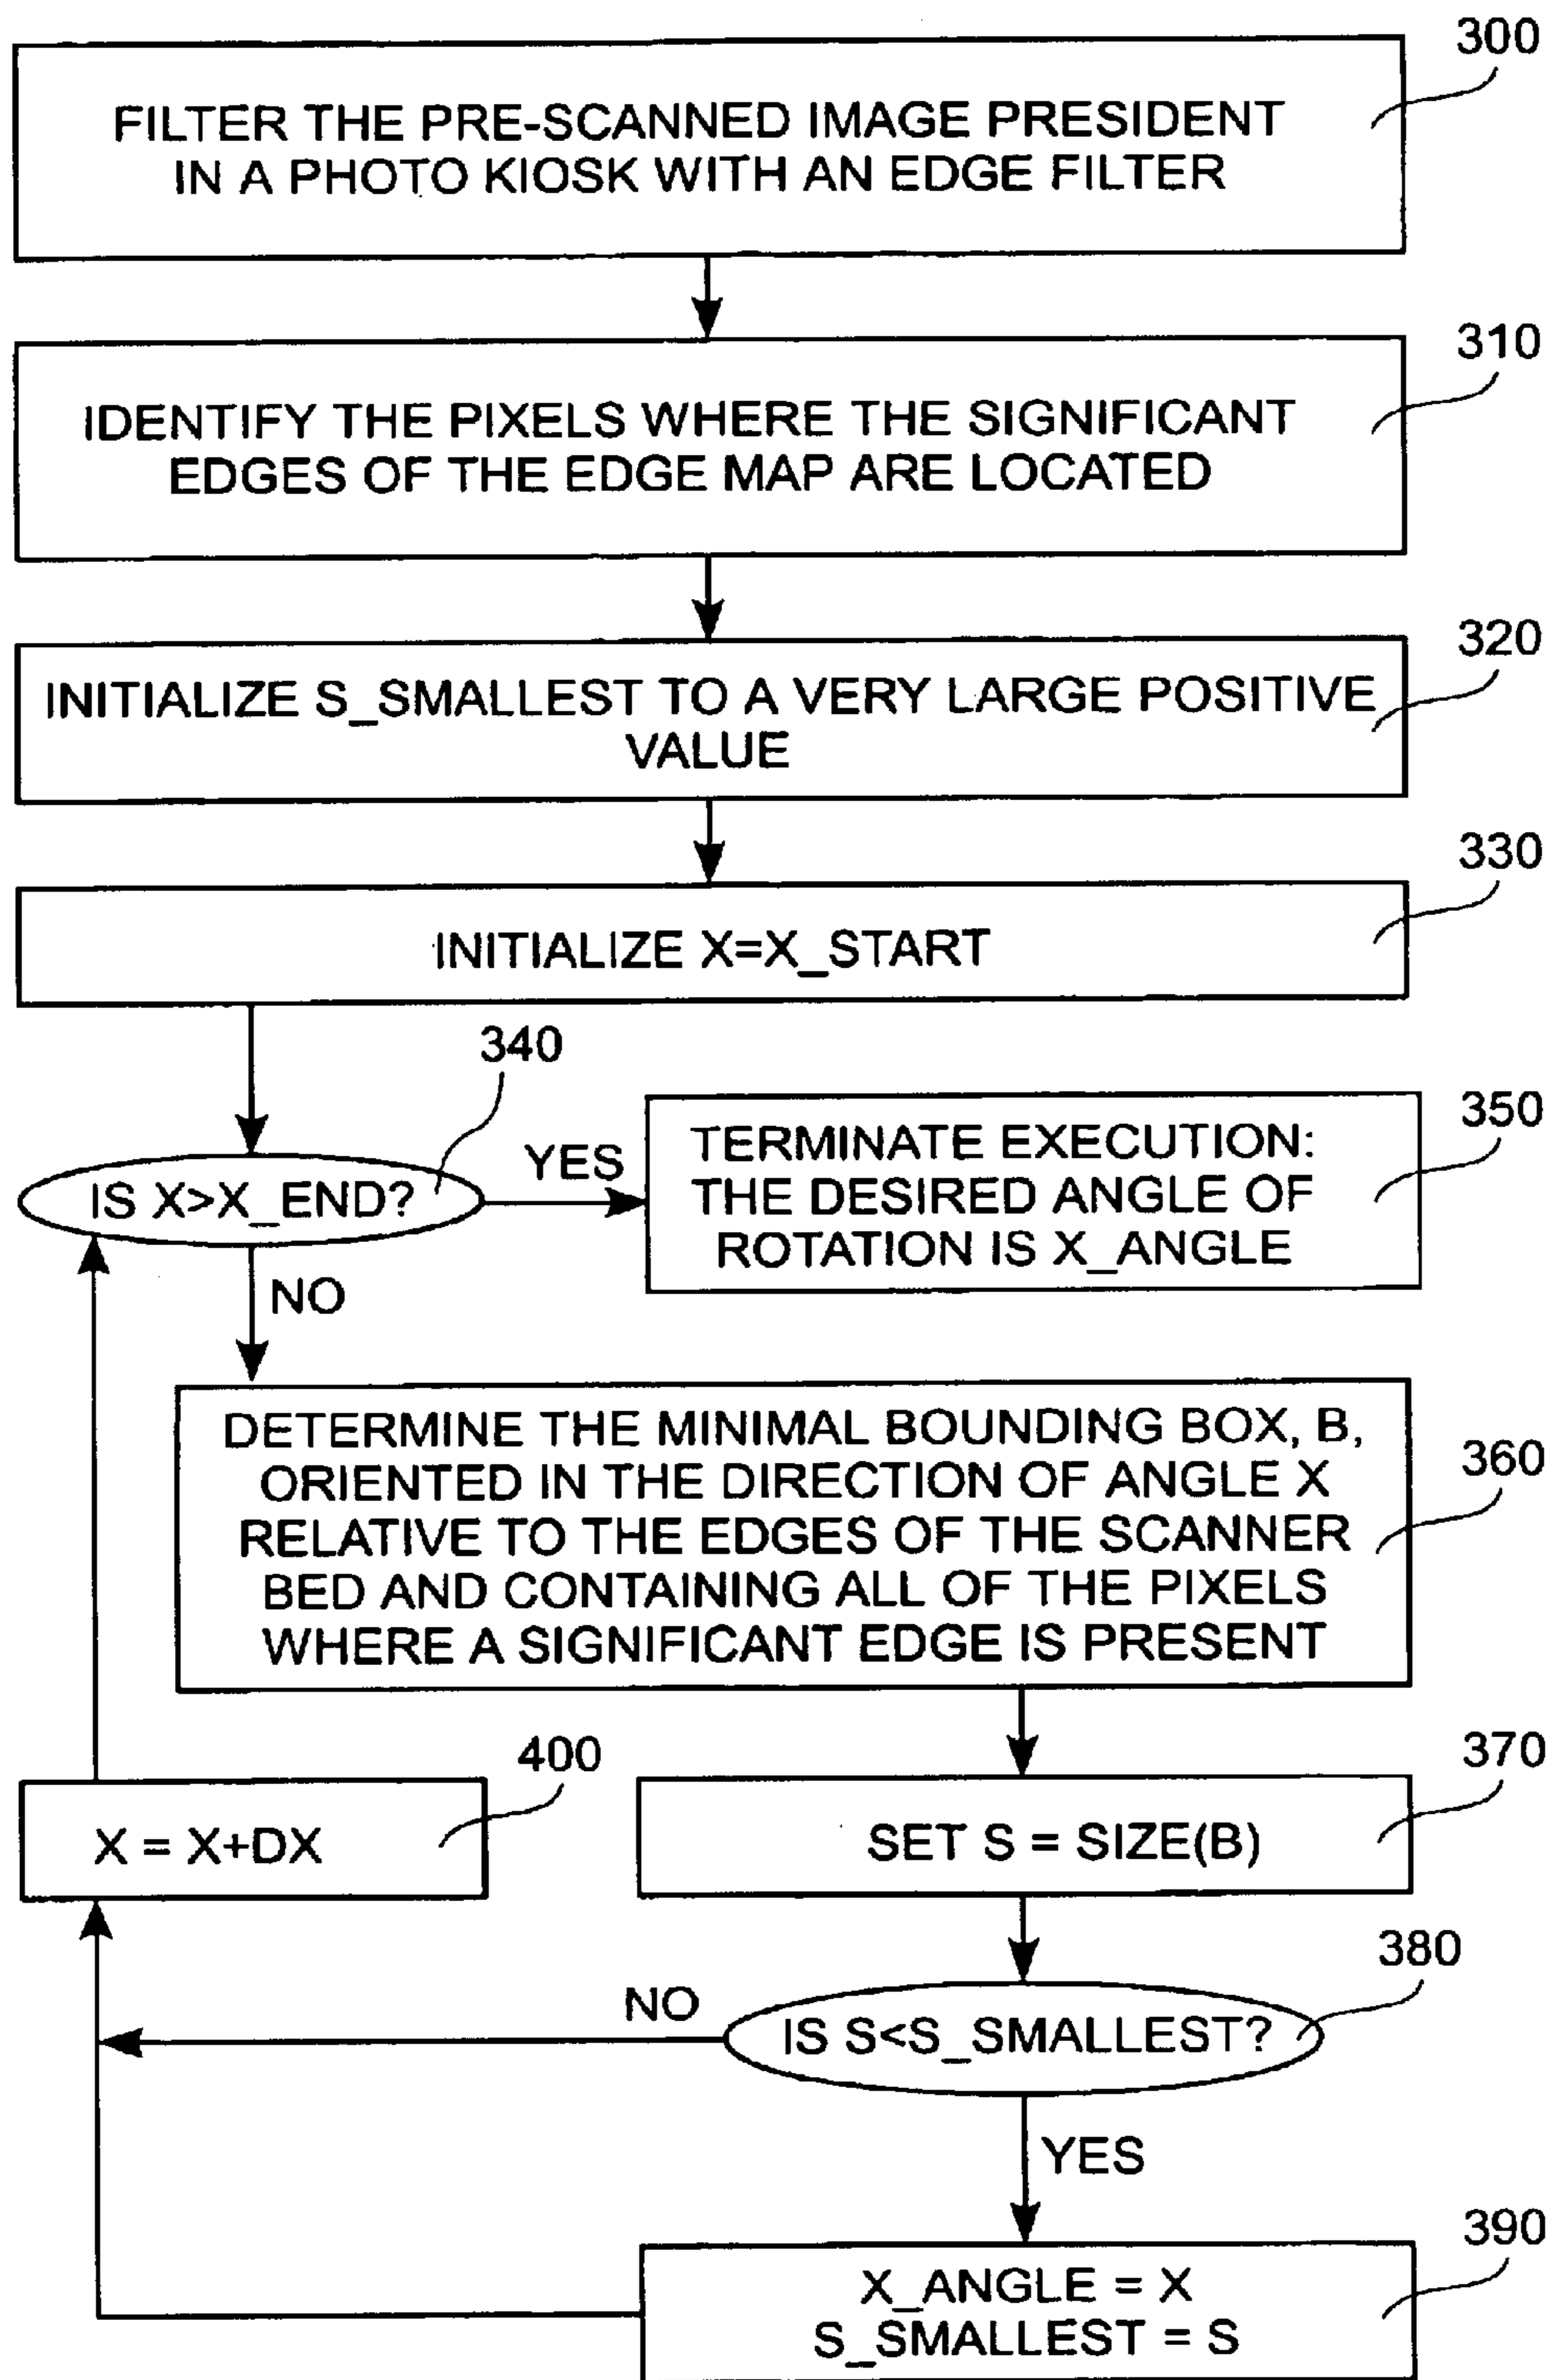 300
FILTER THE PRE-SCANNED IMAGE PRESIDENT
IN A PHOTO KIOSK WITH AN EDGE FILTER
310
IDENTIFY THE PIXELS WHERE THE SIGNIFICANT
EDGES OF THE EDGE MAP ARE LOCATED
320
INITIALIZE S_SMALLEST TO A VERY LARGE POSITIVE
VALUE
330
INITIALIZE X=X_START
340
IS X>X_END?
YES
NO
350
TERMINATE EXECUTION:
THE DESIRED ANGLE OF
ROTATION IS X_ANGLE
360
DETERMINE THE MINIMAL BOUNDING BOX, B,
ORIENTED IN THE DIRECTION OF ANGLE X
RELATIVE TO THE EDGES OF THE SCANNER
BED AND CONTAINING ALL OF THE PIXELS
WHERE A SIGNIFICANT EDGE IS PRESENT
400
X = X+DX
370
SET S = SIZE(B)
380
IS S<S_SMALLEST?
NO
YES
390
X_ANGLE = X
S_SMALLEST = S